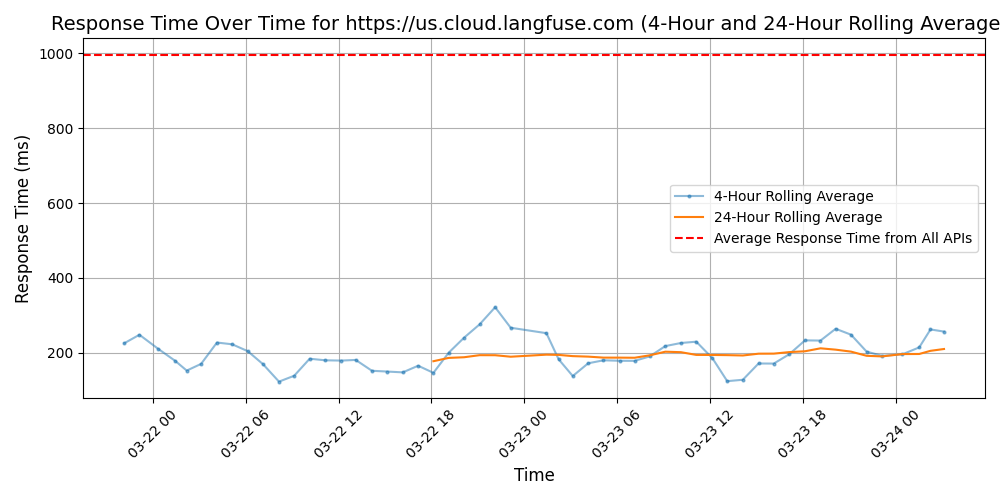 Response Time Over Time for https://us.cloud.langfuse.com (4-Hour and 24-Hour Rolling Average
Response Time (ms)
1000
800
600
400
200
4-Hour Rolling Average
24-Hour Rolling Average
Average Response Time from All APIs
03-22 00
03-22 06
03-22 12
03-22 18
03-23 00
03-23 06
03-23 12
03-23 18
03-24 00
Time